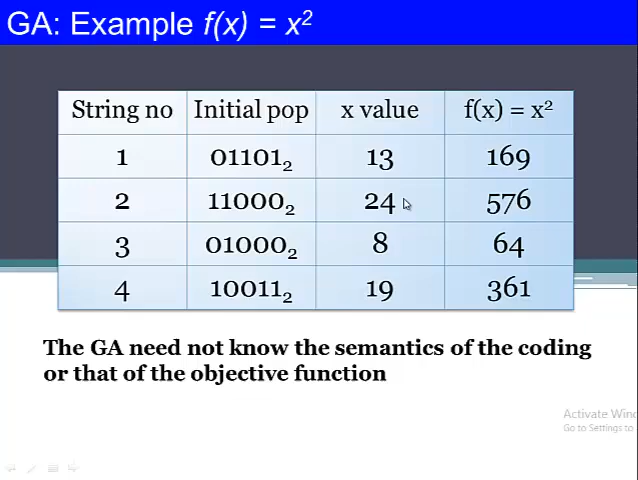 GA: Example f(x) = x²
String no Initial pop x value f(x) = x²
1 01101₂ 13 169
2 11000₂ 24 576
3 01000₂ 8 64
4 10011₂ 19 361
The GA need not know the semantics of the coding
or that of the objective function
Activate Win
Go to Settings to